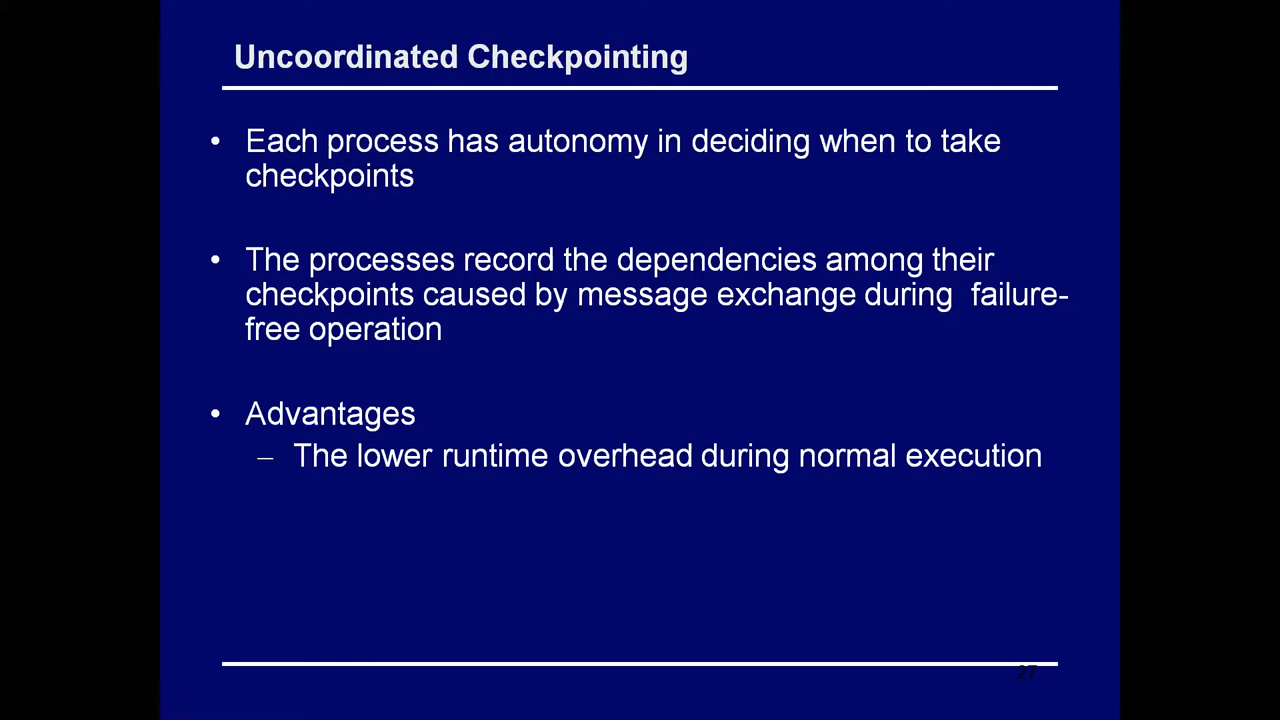 Uncoordinated Checkpointing
• Each process has autonomy in deciding when to take
checkpoints
• The processes record the dependencies among their
checkpoints caused by message exchange during failure-
free operation
• Advantages
– The lower runtime overhead during normal execution
27